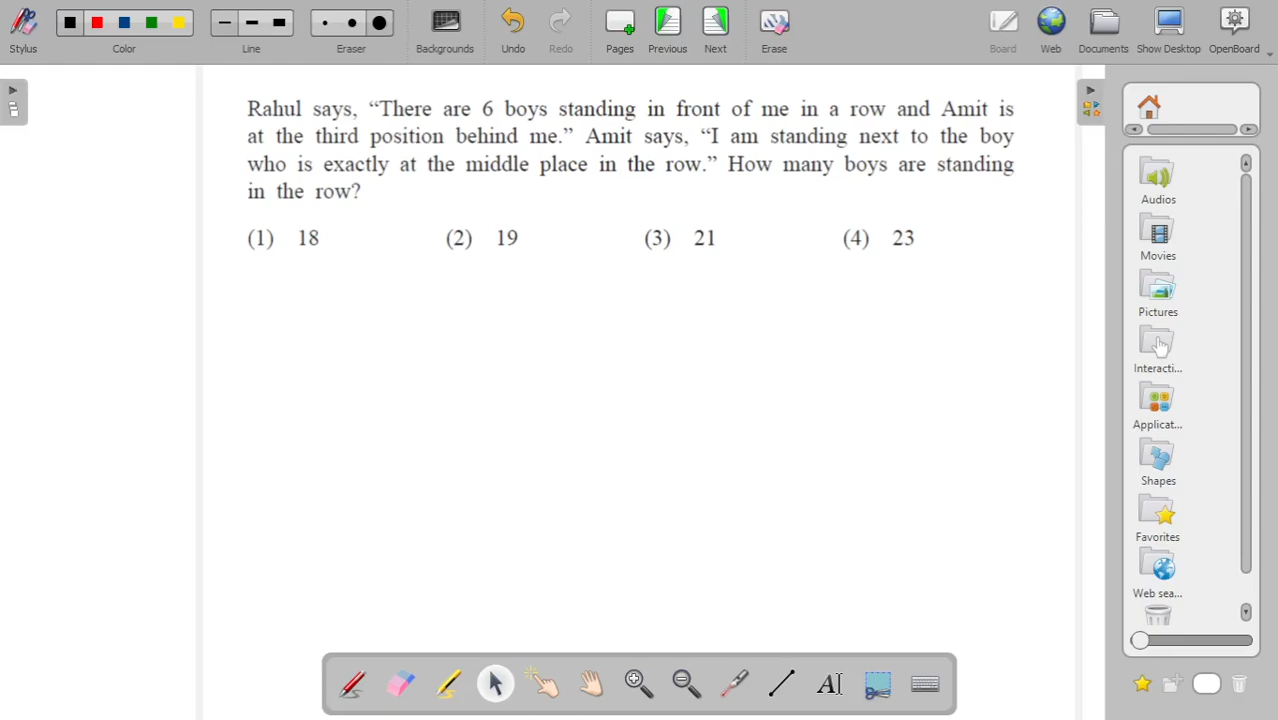 Stylus Color Line Eraser Backgrounds Undo Redo Pages Previous Next Erase Board Web Documents Show Desktop OpenBoard
Rahul says, “There are 6 boys standing in front of me in a row and Amit is
at the third position behind me.” Amit says, “I am standing next to the boy
who is exactly at the middle place in the row.” How many boys are standing
in the row?
(1) 18 (2) 19 (3) 21 (4) 23
Audios
Movies
Pictures
Interacti...
Applicat...
Shapes
Favorites
Web sea...
AI